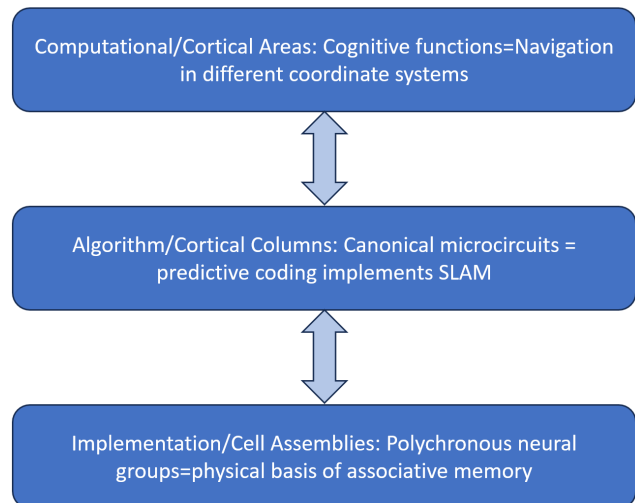 Computational/Cortical Areas: Cognitive functions=Navigation
in different coordinate systems
Algorithm/Cortical Columns: Canonical microcircuits =
predictive coding implements SLAM
Implementation/Cell Assemblies: Polychronous neural
groups=physical basis of associative memory